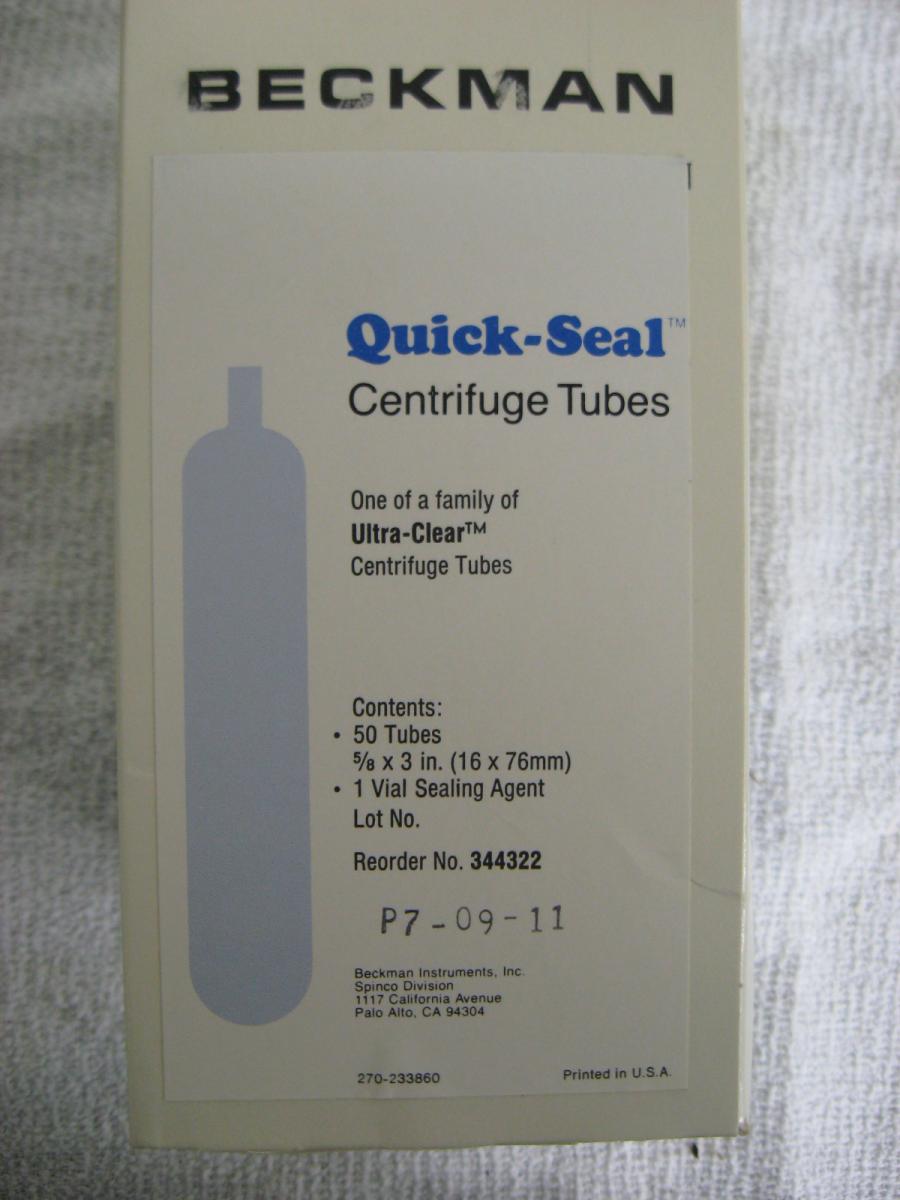 BECKMAN
Quick-Seal™
Centrifuge Tubes
One of a family of
Ultra-Clear™
Centrifuge Tubes
Contents:
• 50 Tubes
⅝ x 3 in. (16 x 76mm)
• 1 Vial Sealing Agent
Lot No.
Reorder No. 344322
P7-09-11
Beckman Instruments, Inc.
Spinco Division
1117 California Avenue
Palo Alto, CA 94304
270-233860
Printed in U.S.A.